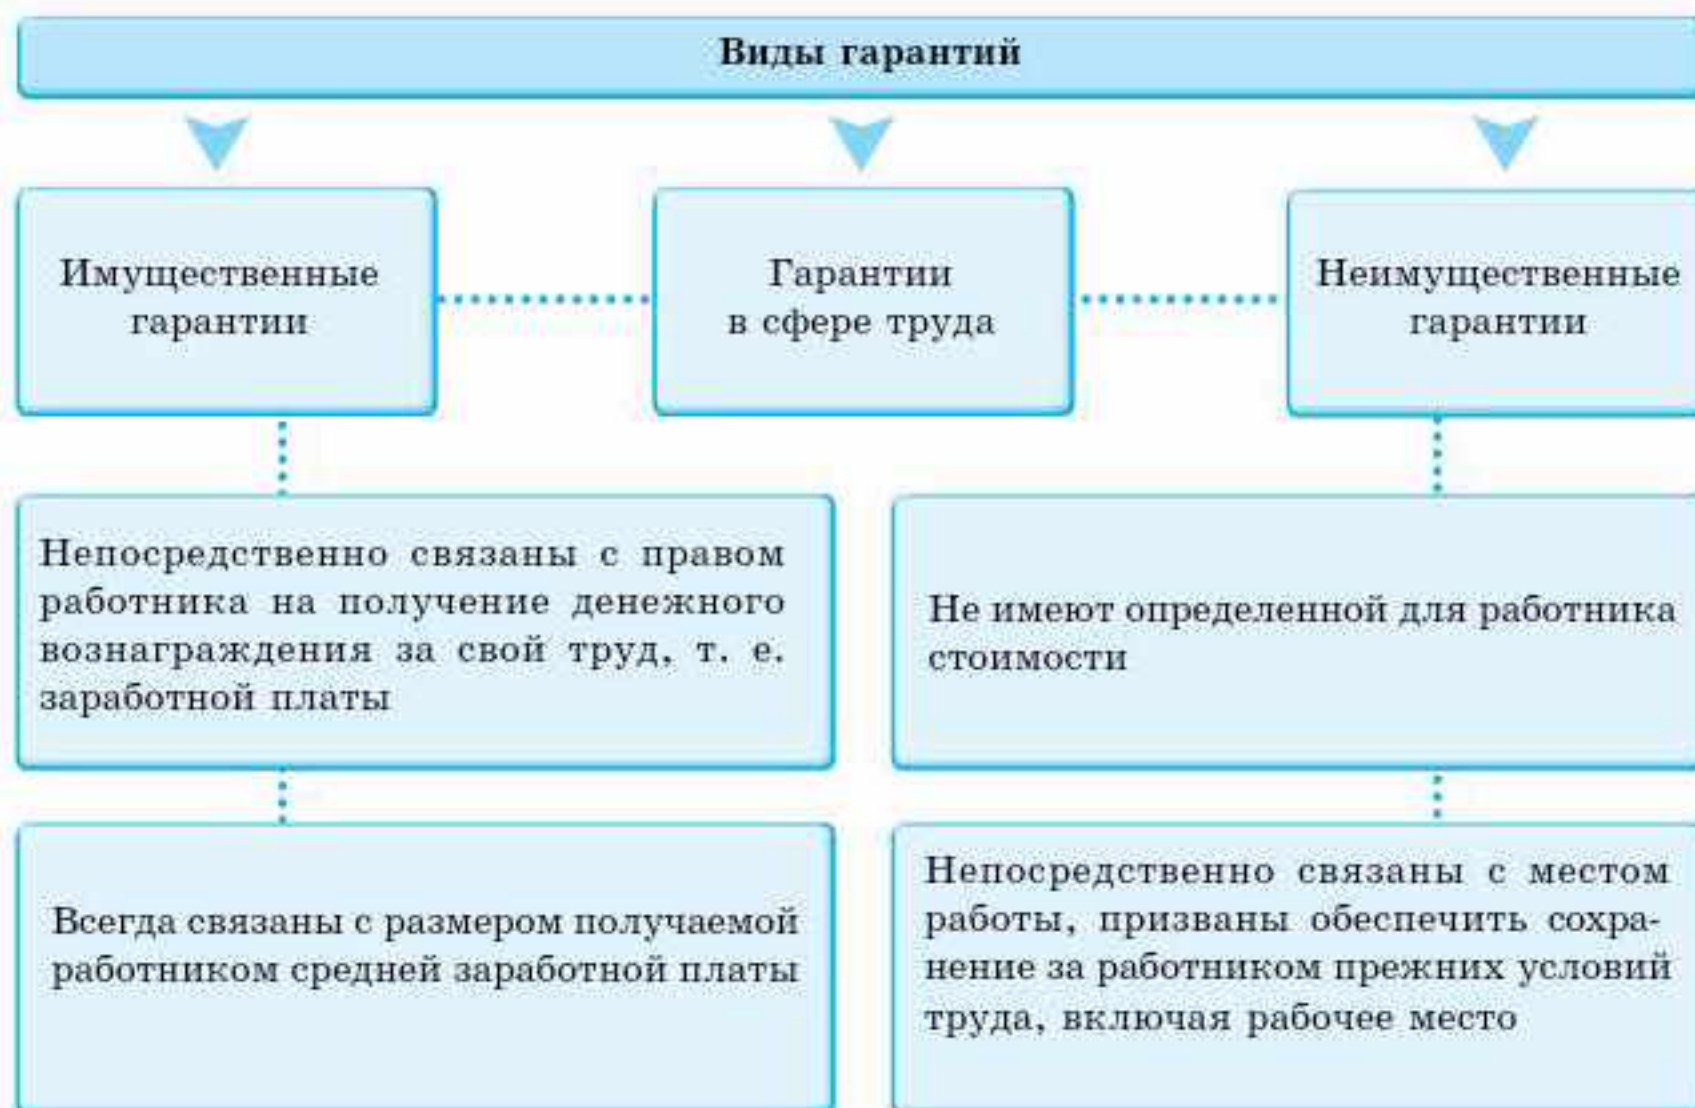 Виды гарантий
Имущественные
гарантии
Гарантии
в сфере труда
Неимущественные
гарантии
Непосредственно связаны с правом
работника на получение денежного
вознаграждения за свой труд, т. е.
заработной платы
Не имеют определенной для работника
стоимости
Всегда связаны с размером получаемой
работником средней заработной платы
Непосредственно связаны с местом
работы, призваны обеспечить сохра-
нение за работником прежних условий
труда, включая рабочее место